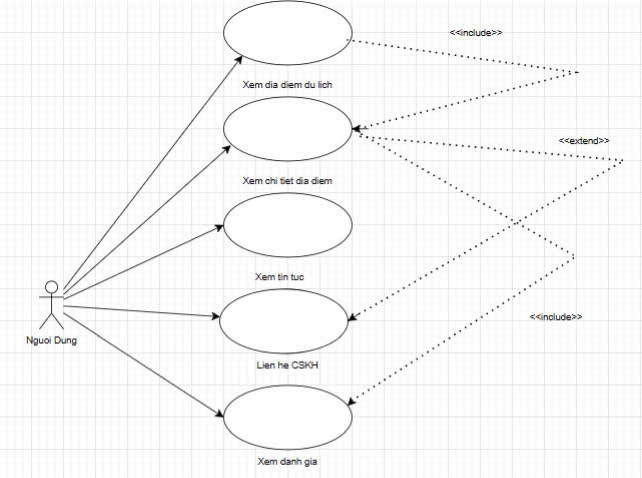 <<include>>
Xem dia diem du lich
<<extend>>
Xem chi tiet dia diem
Xem tin tuc
<<include>>
Nguoi Dung
Lien he CSKH
Xem danh gia